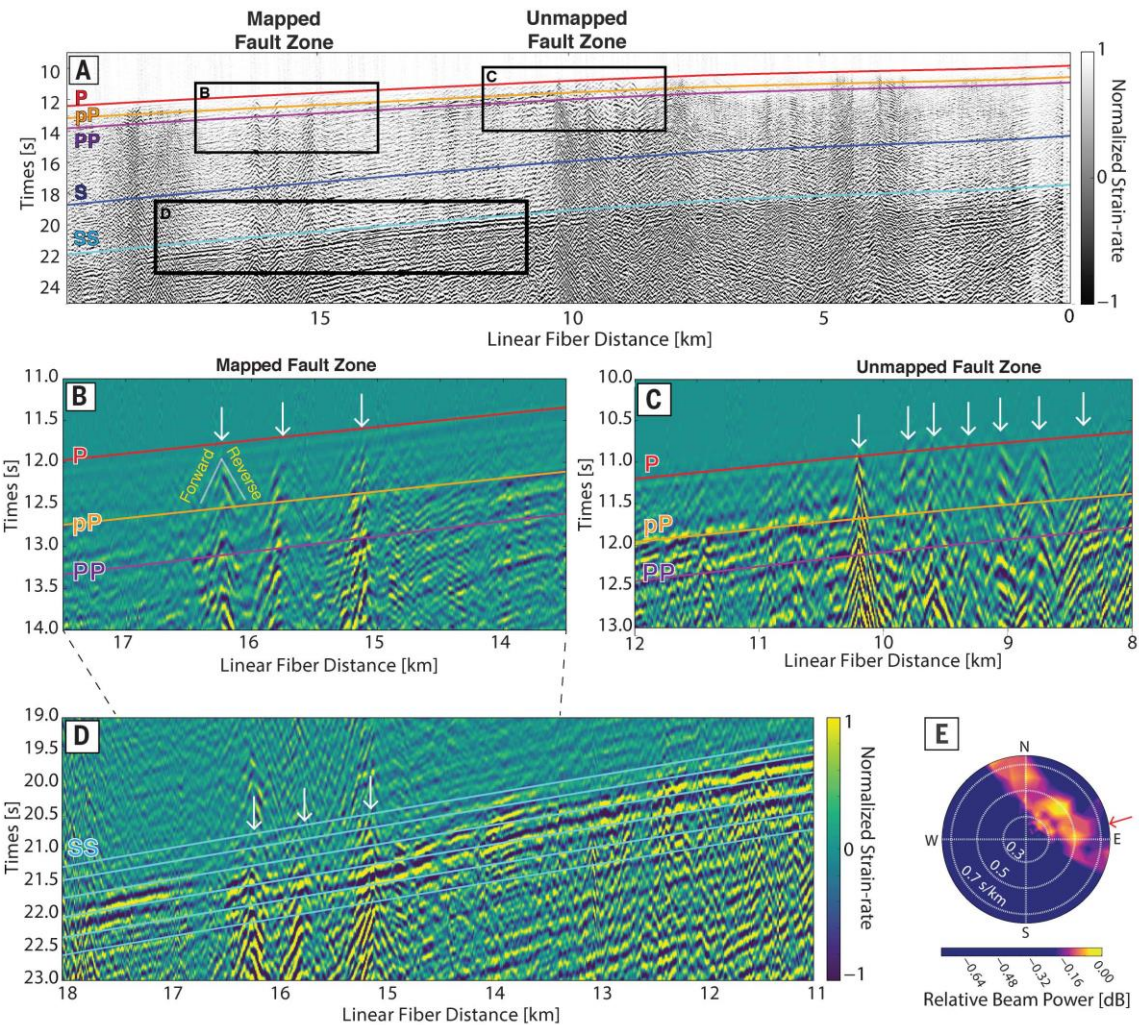 Mapped
Fault Zone
Unmapped
Fault Zone
A
B
C
D
P
pP
PP
S
SS
Times [s]
10
12
14
16
18
20
22
24
15
10
5
0
Linear Fiber Distance [km]
1
0
−1
Normalized Strain-rate
Mapped Fault Zone
B
Times [s]
11.0
11.5
12.0
12.5
13.0
13.5
14.0
P
pP
PP
Forward
Reverse
17
16
15
14
Linear Fiber Distance [km]
Unmapped Fault Zone
C
Times [s]
10.0
10.5
11.0
11.5
12.0
12.5
13.0
P
pP
PP
12
11
10
9
8
Linear Fiber Distance [km]
D
Times [s]
19.0
19.5
20.0
20.5
21.0
21.5
22.0
22.5
23.0
SS
18
17
16
15
14
13
12
11
Linear Fiber Distance [km]
1
0
−1
Normalized Strain-rate
E
N
W
E
S
0.3
0.5
0.7 s/km
−0.64
−0.48
−0.32
−0.16
0.00
Relative Beam Power [dB]